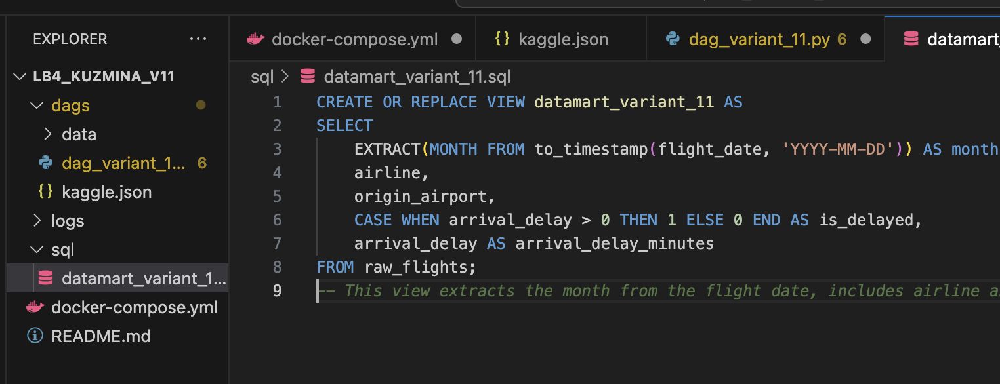 EXPLORER ...
LB4_KUZMINA_V11
dags
data
dag_variant_1... 6
kaggle.json
logs
sql
datamart_variant_1...
docker-compose.yml
README.md
docker-compose.yml
{} kaggle.json
dag_variant_11.py 6
datamart_
sql > datamart_variant_11.sql
1 CREATE OR REPLACE VIEW datamart_variant_11 AS
2 SELECT
3 EXTRACT(MONTH FROM to_timestamp(flight_date, 'YYYY-MM-DD')) AS month
4 airline,
5 origin_airport,
6 CASE WHEN arrival_delay > 0 THEN 1 ELSE 0 END AS is_delayed,
7 arrival_delay AS arrival_delay_minutes
8 FROM raw_flights;
9 -- This view extracts the month from the flight date, includes airline a